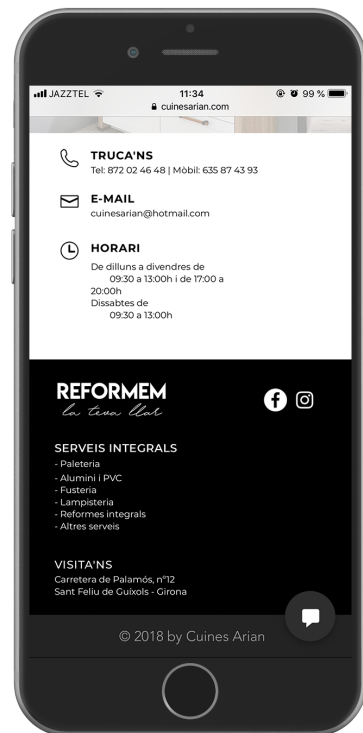 JAZZTEL 11:34 99 %
cuinesarian.com
TRUCA'NS
Tel: 872 02 46 48 | Mòbil: 635 87 43 93
E-MAIL
cuinesarian@hotmail.com
HORARI
De dilluns a divendres de
09:30 a 13:00h i de 17:00 a
20:00h
Dissabtes de
09:30 a 13:00h
REFORMEM
la teva llar
SERVEIS INTEGRALS
- Paleteria
- Alumini i PVC
- Fusteria
- Lampisteria
- Reformes integrals
- Altres serveis
VISITA'NS
Carretera de Palamós, nº12
Sant Feliu de Guíxols - Girona
© 2018 by Cuines Arian